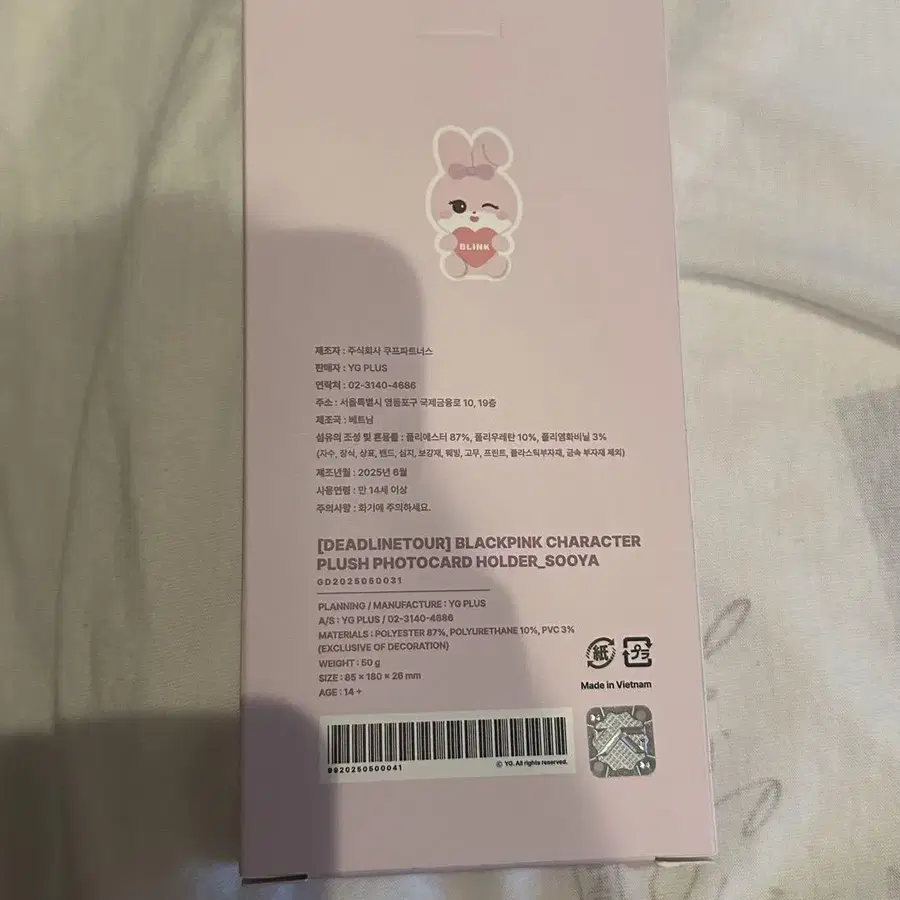 BLINK
제조자 : 주식회사 쿠프파트너스
판매자 : YG PLUS
연락처 : 02-3140-4686
주소 : 서울특별시 영등포구 국제금융로 10, 19층
제조국 : 베트남
섬유의 조성 및 혼용률 : 폴리에스터 87%, 폴리우레탄 10%, 폴리염화비닐 3%
(자수, 장식, 상표, 밴드, 심지, 보강재, 웨빙, 고무, 프린트, 플라스틱부자재, 금속 부자재 제외)
제조년월 : 2025년 6월
사용연령 : 만 14세 이상
주의사항 : 화기에 주의하세요.
[DEADLINETOUR] BLACKPINK CHARACTER
PLUSH PHOTOCARD HOLDER_SOOYA
GD2025050031
PLANNING / MANUFACTURE : YG PLUS
A/S : YG PLUS / 02-3140-4686
MATERIALS : POLYESTER 87%, POLYURETHANE 10%, PVC 3%
(EXCLUSIVE OF DECORATION)
WEIGHT : 50 g
SIZE : 85 × 180 × 26 mm
AGE : 14 +
紙 プラ
Made in Vietnam
9920250500041
© YG. All rights reserved.